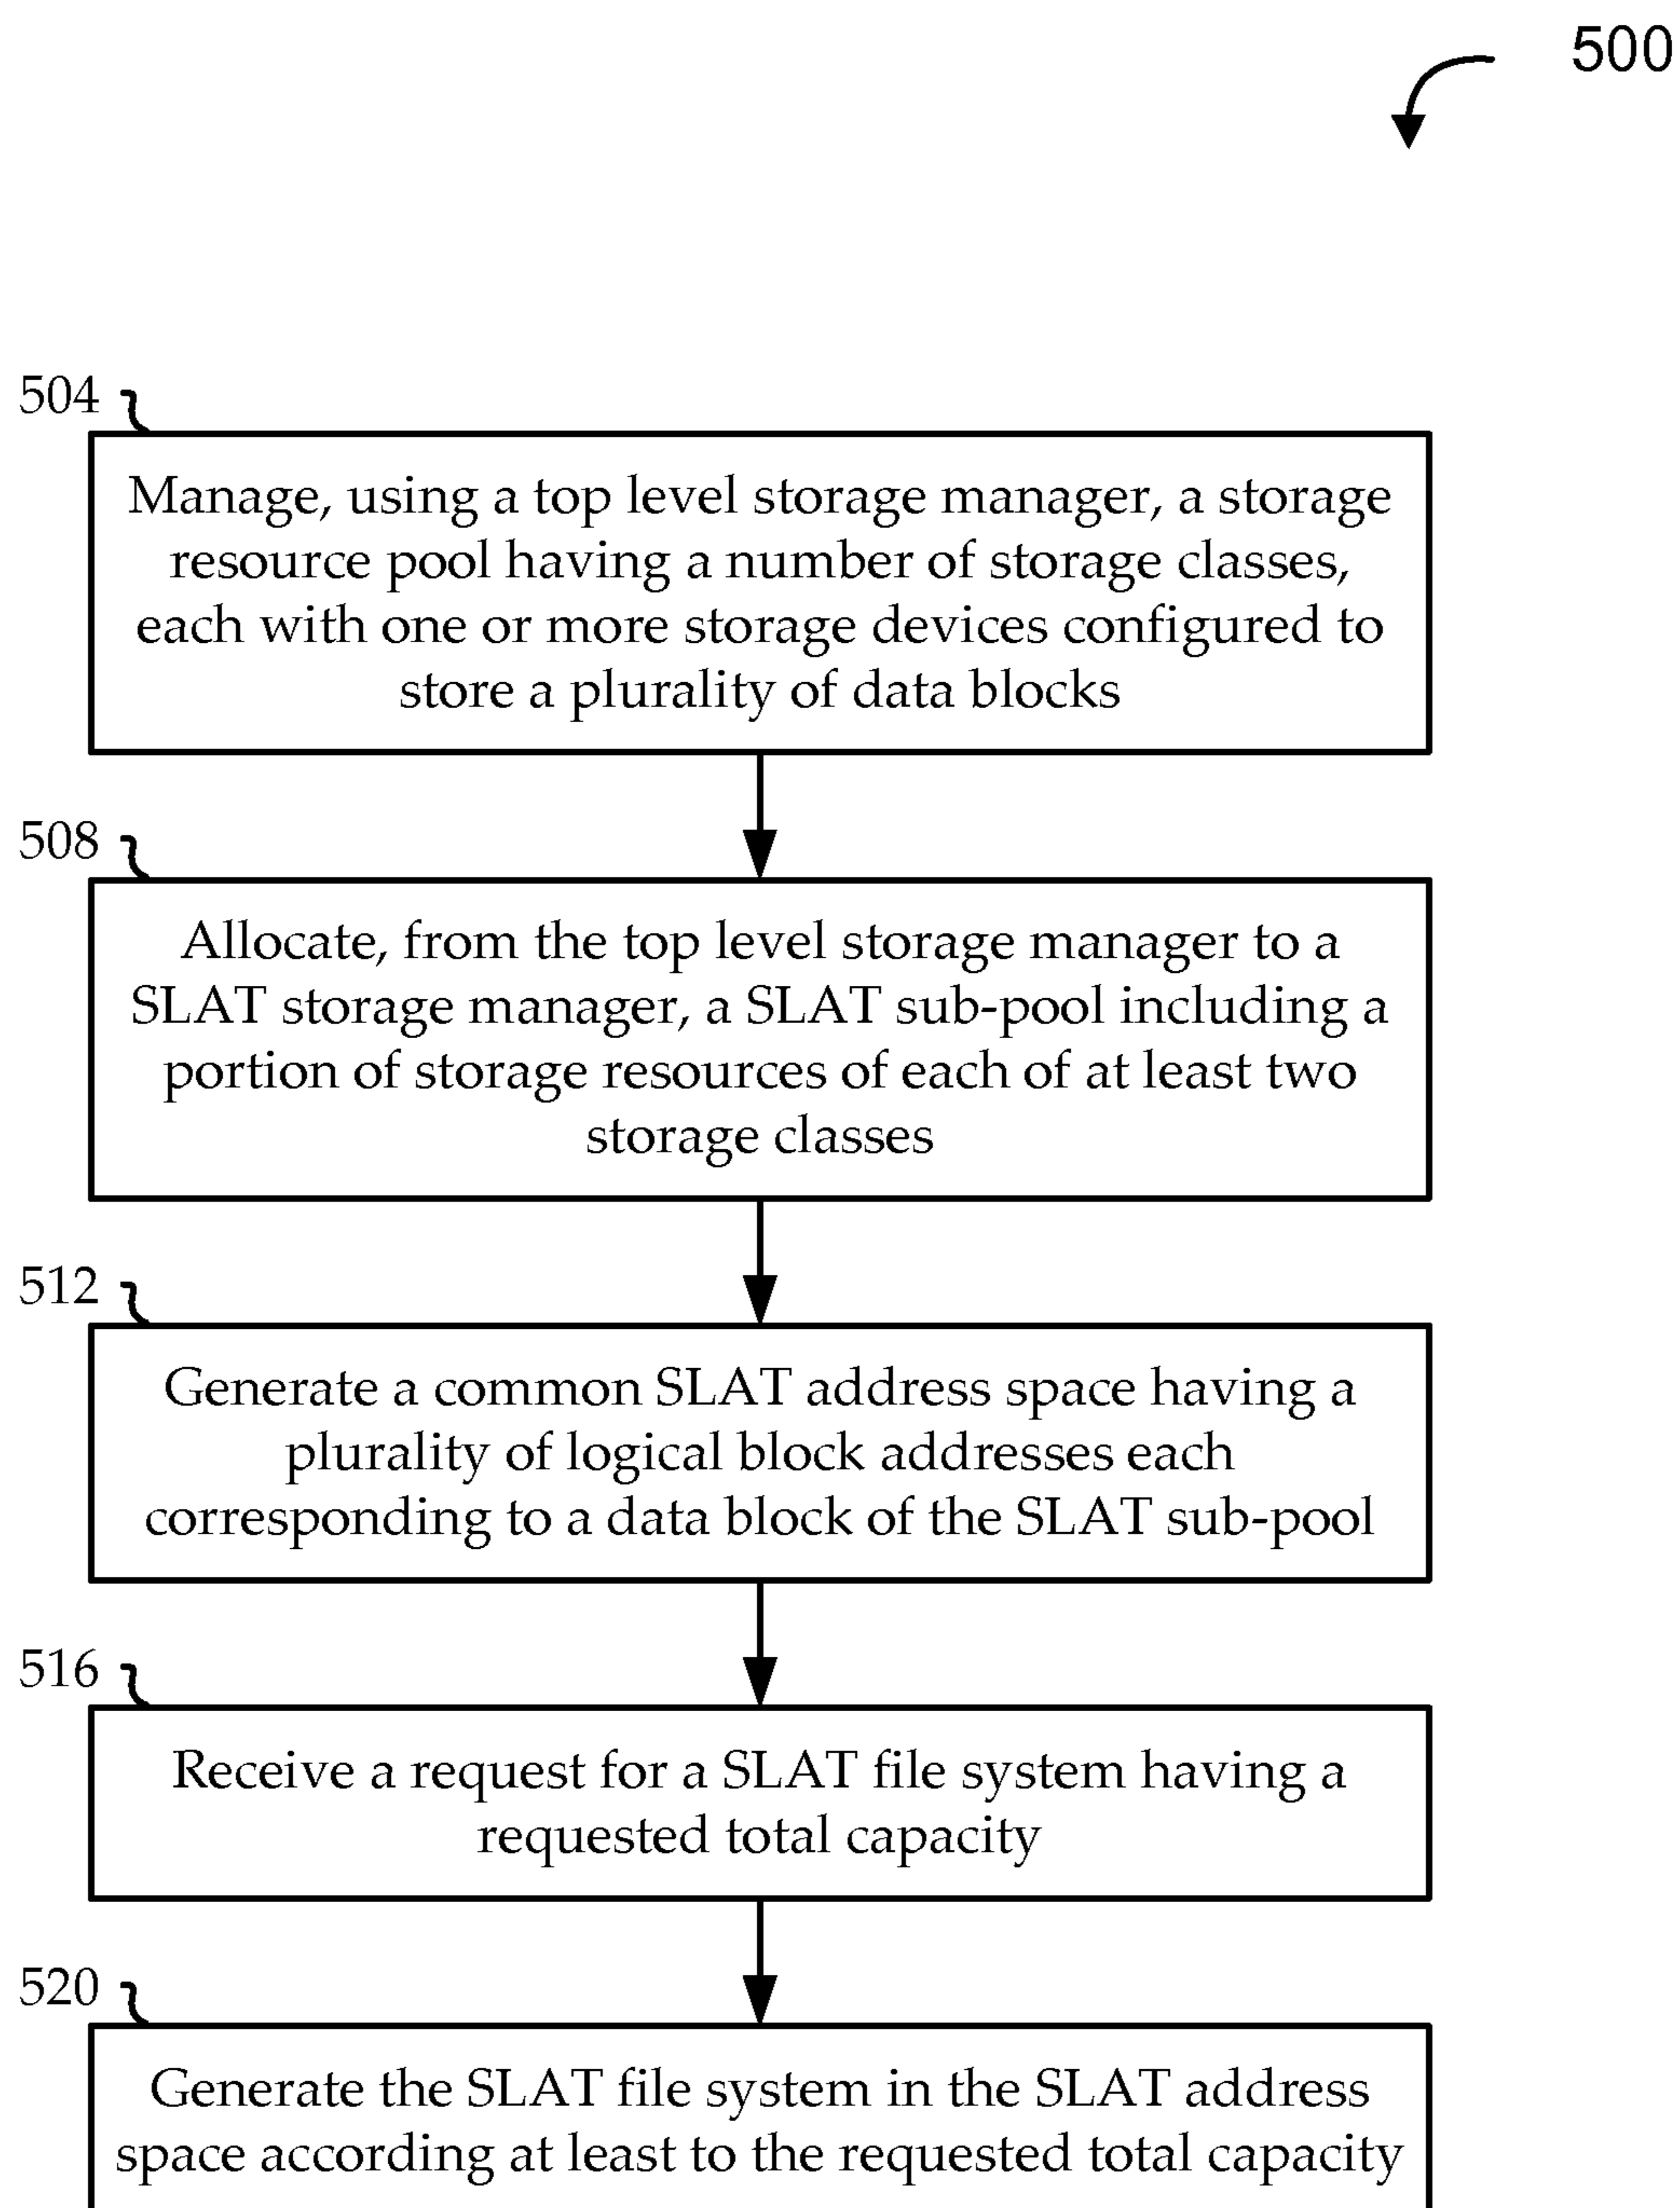 500
504
Manage, using a top level storage manager, a storage
resource pool having a number of storage classes,
each with one or more storage devices configured to
store a plurality of data blocks
508
Allocate, from the top level storage manager to a
SLAT storage manager, a SLAT sub-pool including a
portion of storage resources of each of at least two
storage classes
512
Generate a common SLAT address space having a
plurality of logical block addresses each
corresponding to a data block of the SLAT sub-pool
516
Receive a request for a SLAT file system having a
requested total capacity
520
Generate the SLAT file system in the SLAT address
space according at least to the requested total capacity